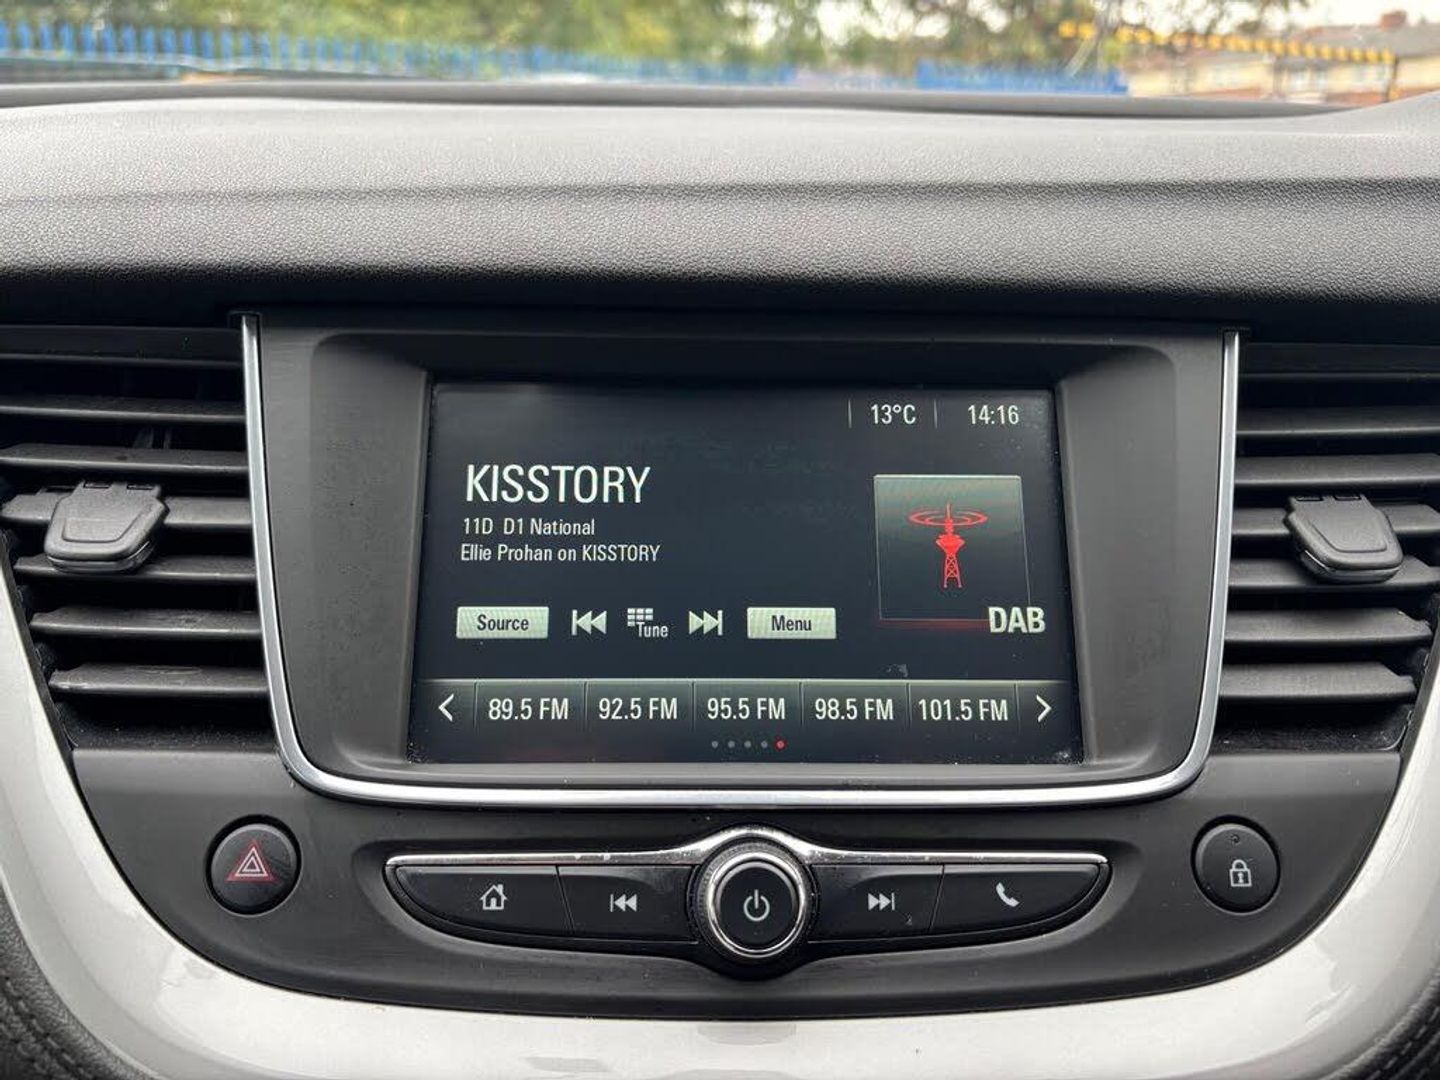 13°C 14:16
KISSTORY
11D D1 National
Ellie Prohan on KISSTORY
Source Tune Menu
DAB
89.5 FM 92.5 FM 95.5 FM 98.5 FM 101.5 FM